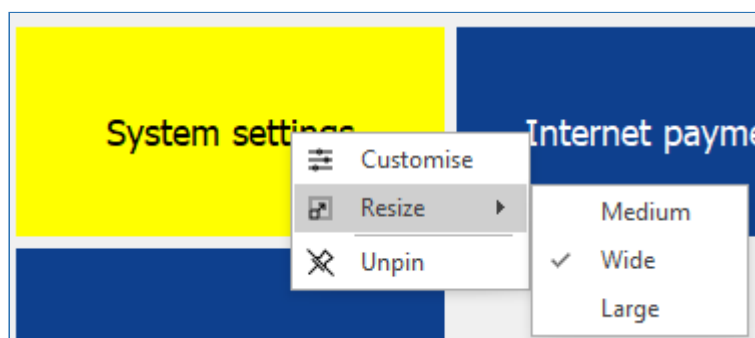 System settings
Internet payme
Customise
Resize
Unpin
Medium
Wide
Large